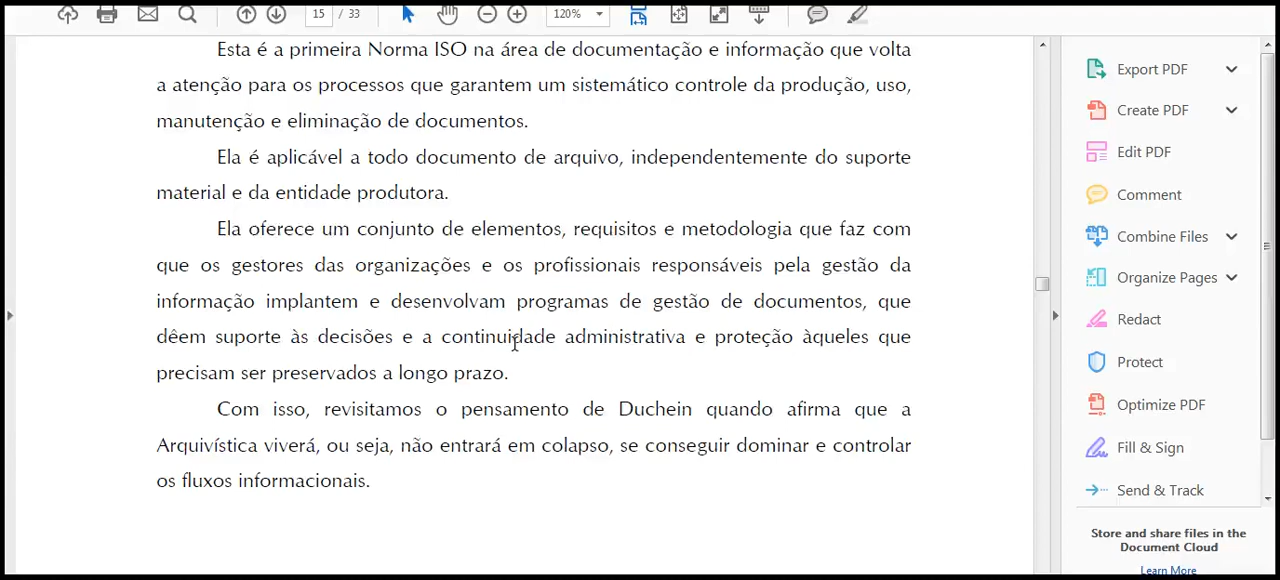 15 / 33
120%
Esta é a primeira Norma ISO na área de documentação e informação que volta
a atenção para os processos que garantem um sistemático controle da produção, uso,
manutenção e eliminação de documentos.
Ela é aplicável a todo documento de arquivo, independentemente do suporte
material e da entidade produtora.
Ela oferece um conjunto de elementos, requisitos e metodologia que faz com
que os gestores das organizações e os profissionais responsáveis pela gestão da
informação implantem e desenvolvam programas de gestão de documentos, que
dêem suporte às decisões e a continuidade administrativa e proteção àqueles que
precisam ser preservados a longo prazo.
Com isso, revisitamos o pensamento de Duchein quando afirma que a
Arquivística viverá, ou seja, não entrará em colapso, se conseguir dominar e controlar
os fluxos informacionais.
Export PDF
Create PDF
Edit PDF
Comment
Combine Files
Organize Pages
Redact
Protect
Optimize PDF
Fill & Sign
Send & Track
Store and share files in the
Document Cloud
Learn More